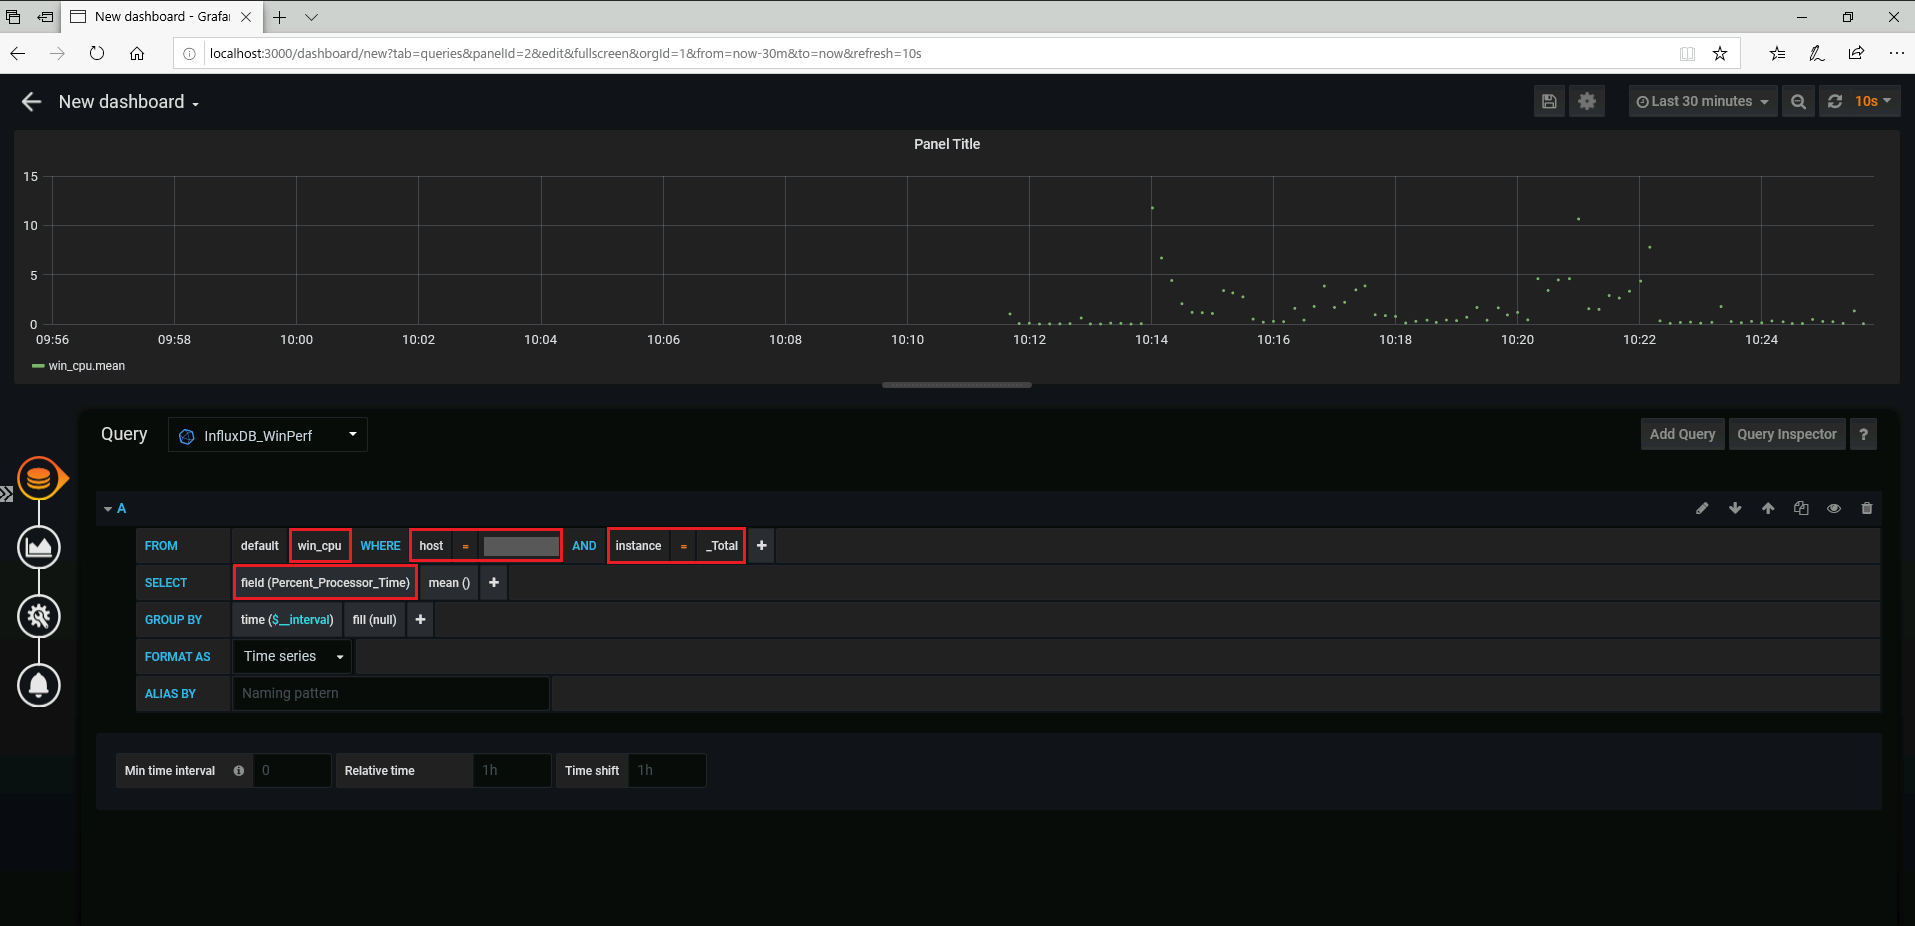 New dashboard - Grafa
localhost:3000/dashboard/new?tab=queries&panelId=2&edit&fullscreen&orgId=1&from=now-30m&to=now&refresh=10s
New dashboard
Last 30 minutes
10s
Panel Title
15
10
5
0
09:56 09:58 10:00 10:02 10:04 10:06 10:08 10:10 10:12 10:14 10:16 10:18 10:20 10:22 10:24
win_cpu.mean
Query InfluxDB_WinPerf Add Query Query Inspector ?
A
FROM default win_cpu WHERE host = AND instance = _Total +
SELECT field (Percent_Processor_Time) mean () +
GROUP BY time ($__interval) fill (null) +
FORMAT AS Time series
ALIAS BY Naming pattern
Min time interval 0 Relative time 1h Time shift 1h